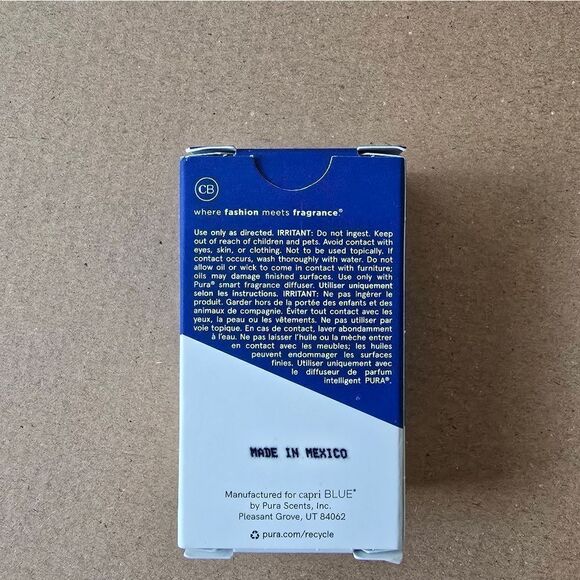 CB
where fashion meets fragrance.®
Use only as directed. IRRITANT: Do not ingest. Keep
out of reach of children and pets. Avoid contact with
eyes, skin, or clothing. Not to be used topically. If
contact occurs, wash thoroughly with water. Do not
allow oil or wick to come in contact with furniture;
oils may damage finished surfaces. Use only with
Pura® smart fragrance diffuser. Utiliser uniquement
selon les instructions. IRRITANT: Ne pas ingérer le
produit. Garder hors de la portée des enfants et des
animaux de compagnie. Éviter tout contact avec les
yeux, la peau ou les vêtements. Ne pas utiliser par
voie topique. En cas de contact, laver abondamment
à l'eau. Ne pas laisser l'huile ou la mèche entrer
en contact avec les meubles; les huiles
peuvent endommager les surfaces
finies. Utiliser uniquement avec
le diffuseur de parfum
intelligent PURA®.
MADE IN MEXICO
Manufactured for capri BLUE®
by Pura Scents, Inc.
Pleasant Grove, UT 84062
pura.com/recycle